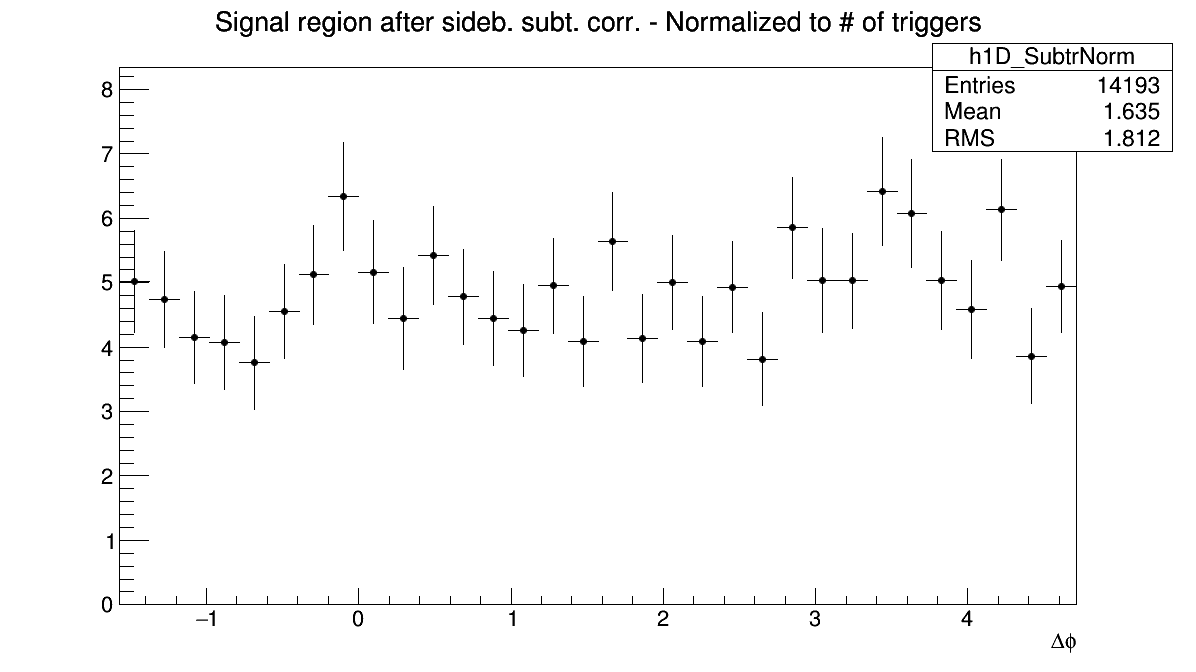 Signal region after sideb. subt. corr. - Normalized to # of triggers
h1D_SubtrNorm
Entries 14193
Mean 1.635
RMS 1.812
8
7
6
5
4
3
2
1
0
−1 0 1 2 3 4
Δϕ